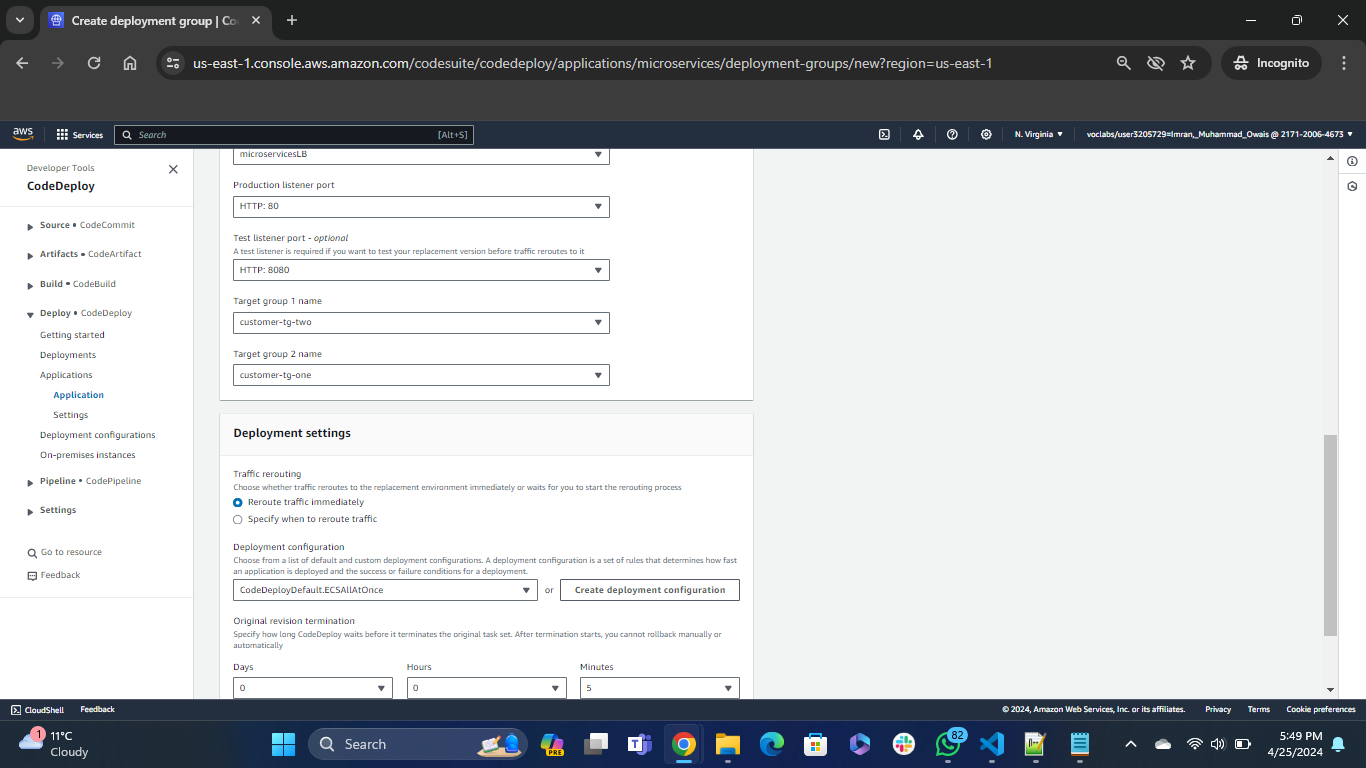 Create deployment group | Co
us-east-1.console.aws.amazon.com/codesuite/codedeploy/applications/microservices/deployment-groups/new?region=us-east-1
Incognito
aws
Services
Search
[Alt+S]
N. Virginia
voclabs/user3205729=Imran,_Muhammad_Owais @ 2171-2006-4673
Developer Tools
CodeDeploy
Source • CodeCommit
Artifacts • CodeArtifact
Build • CodeBuild
Deploy • CodeDeploy
Getting started
Deployments
Applications
Application
Settings
Deployment configurations
On-premises instances
Pipeline • CodePipeline
Settings
Go to resource
Feedback
microservicesLB
Production listener port
HTTP: 80
Test listener port - optional
A test listener is required if you want to test your replacement version before traffic reroutes to it
HTTP: 8080
Target group 1 name
customer-tg-two
Target group 2 name
customer-tg-one
Deployment settings
Traffic rerouting
Choose whether traffic reroutes to the replacement environment immediately or waits for you to start the rerouting process
Reroute traffic immediately
Specify when to reroute traffic
Deployment configuration
Choose from a list of default and custom deployment configurations. A deployment configuration is a set of rules that determines how fast
an application is deployed and the success or failure conditions for a deployment.
CodeDeployDefault.ECSAllAtOnce
or
Create deployment configuration
Original revision termination
Specify how long CodeDeploy waits before it terminates the original task set. After termination starts, you cannot rollback manually or
automatically
Days
Hours
Minutes
0
0
5
CloudShell
Feedback
© 2024, Amazon Web Services, Inc. or its affiliates.
Privacy
Terms
Cookie preferences
1
11°C
Cloudy
Search
PRE
82
5:49 PM
4/25/2024